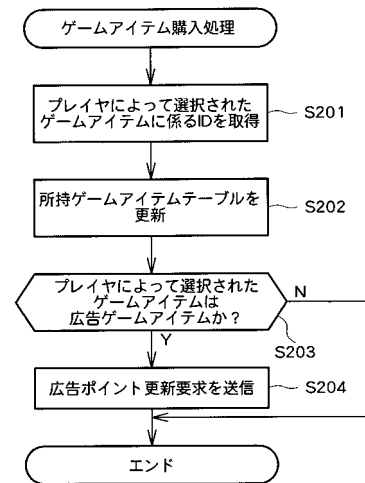 ゲームアイテム購入処理
プレイヤによって選択された
ゲームアイテムに係るIDを取得
S201
所持ゲームアイテムテーブルを
更新
S202
プレイヤによって選択された
ゲームアイテムは
広告ゲームアイテムか？
N
S203
Y
広告ポイント更新要求を送信
S204
エンド